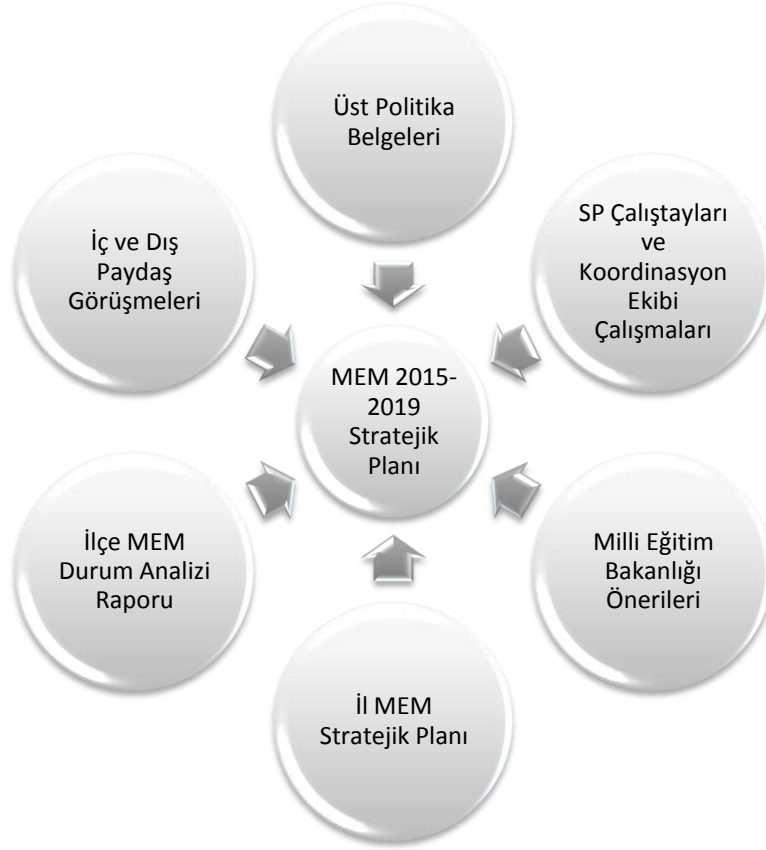 Üst Politika
Belgeleri
SP Çalıştayları
ve
Koordinasyon
Ekibi
Çalışmaları
Milli Eğitim
Bakanlığı
Önerileri
İl MEM
Stratejik Planı
İlçe MEM
Durum Analizi
Raporu
İç ve Dış
Paydaş
Görüşmeleri
MEM 2015-
2019
Stratejik
Planı